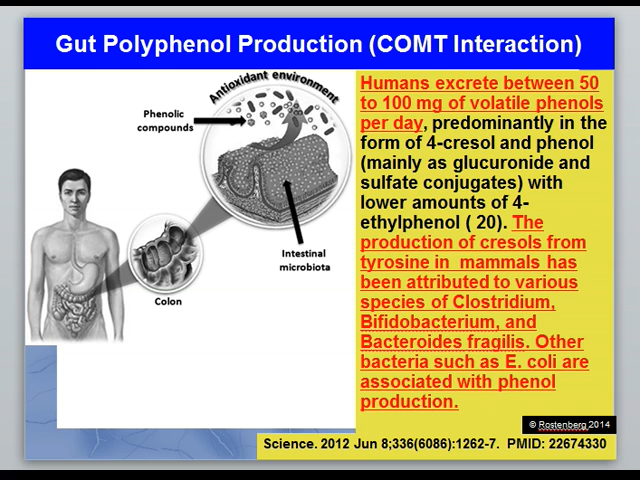 Gut Polyphenol Production (COMT Interaction)
Antioxidant environment
Phenolic
compounds
Intestinal
microbiota
Colon
Humans excrete between 50
to 100 mg of volatile phenols
per day, predominantly in the
form of 4-cresol and phenol
(mainly as glucuronide and
sulfate conjugates) with
lower amounts of 4-
ethylphenol ( 20). The
production of cresols from
tyrosine in mammals has
been attributed to various
species of Clostridium,
Bifidobacterium, and
Bacteroides fragilis. Other
bacteria such as E. coli are
associated with phenol
production.
© Rostenberg 2014
Science. 2012 Jun 8;336(6086):1262-7. PMID: 22674330